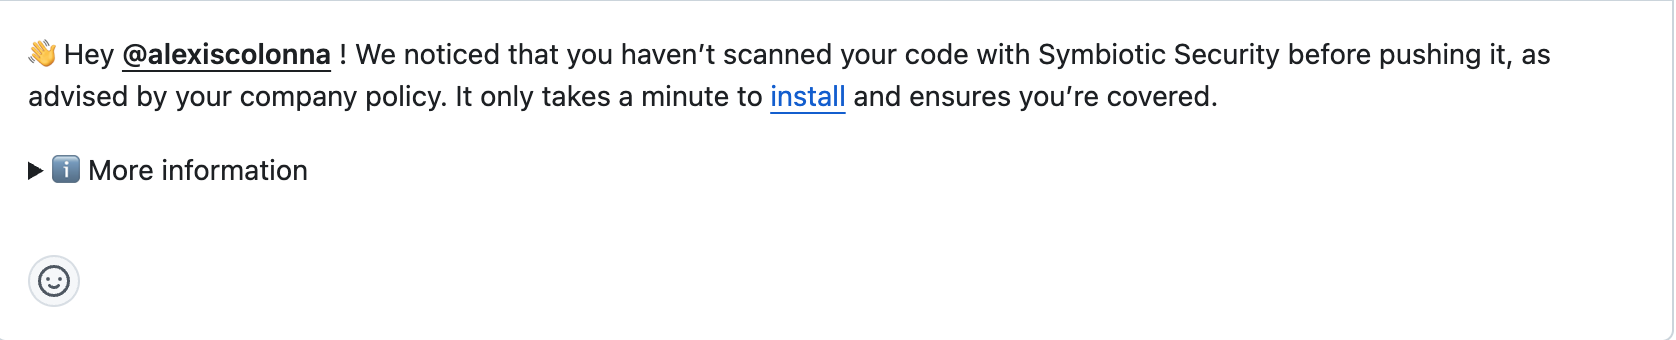 👋 Hey @alexiscolonna ! We noticed that you haven’t scanned your code with Symbiotic Security before pushing it, as
advised by your company policy. It only takes a minute to install and ensures you’re covered.
▶ ℹ️ More information